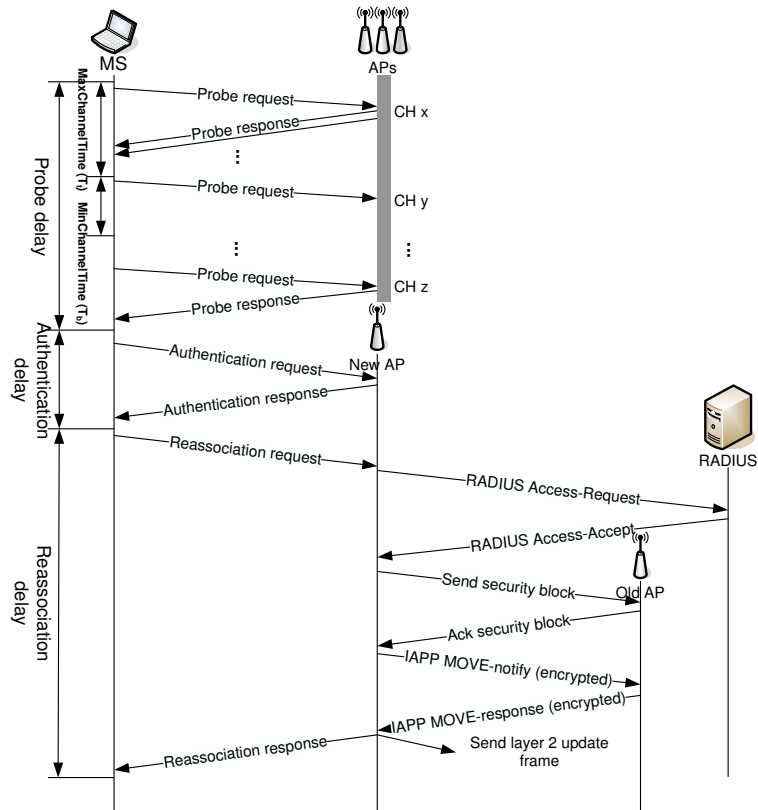 MS
APs
Probe request
CH x
Probe response
...
MaxChannelTime (Tt)
Probe request
CH y
MinChannelTime (Tb)
...
...
Probe request
CH z
Probe response
Probe delay
New AP
Authentication request
Authentication response
Authentication
delay
RADIUS
Reassociation request
RADIUS Access-Request
RADIUS Access-Accept
Old AP
Send security block
Ack security block
IAPP MOVE-notify (encrypted)
IAPP MOVE-response (encrypted)
Reassociation response
Send layer 2 update
frame
Reassociation
delay